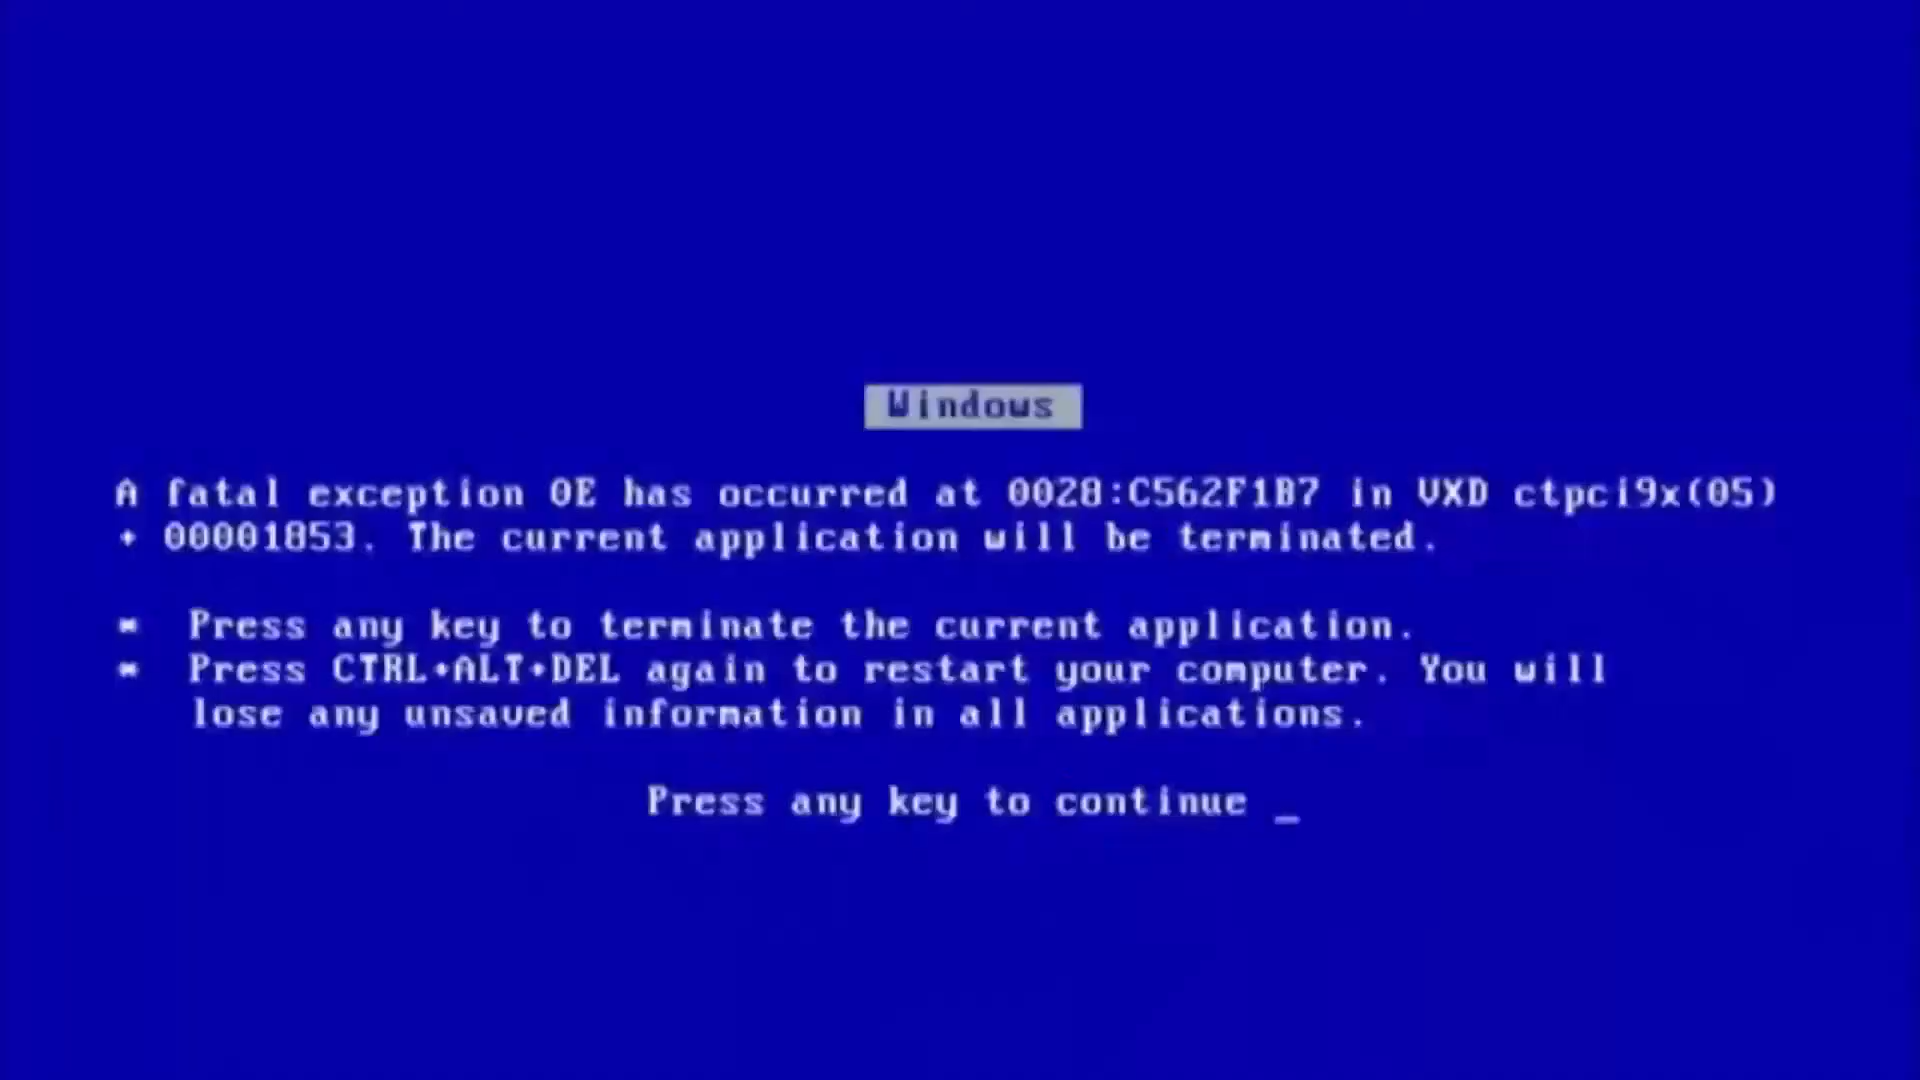 Windows
A fatal exception 0E has occurred at 0028:C562F1B7 in VXD ctpci9x(05)
+ 00001853. The current application will be terminated.
* Press any key to terminate the current application.
* Press CTRL+ALT+DEL again to restart your computer. You will
lose any unsaved information in all applications.
Press any key to continue _